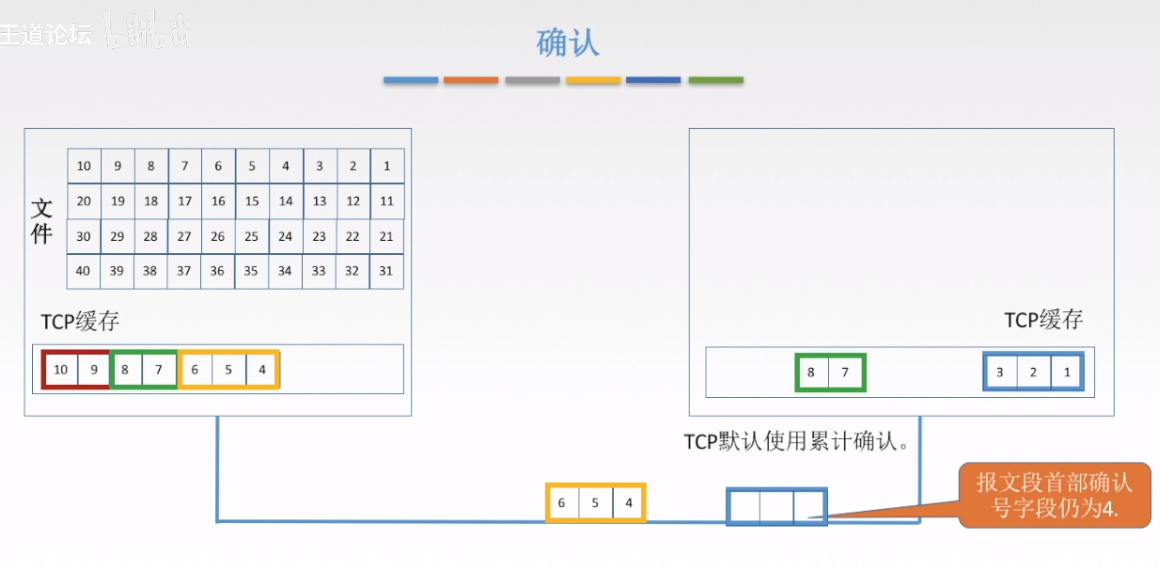 王道论坛 bilibili
确认
文件
10 9 8 7 6 5 4 3 2 1
20 19 18 17 16 15 14 13 12 11
30 29 28 27 26 25 24 23 22 21
40 39 38 37 36 35 34 33 32 31
TCP缓存
10 9 8 7 6 5 4
TCP缓存
8 7 3 2 1
TCP默认使用累计确认。
6 5 4
报文段首部确认
号字段仍为4.